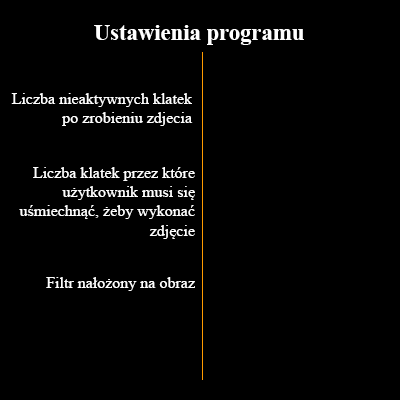 Ustawienia programu
Liczba nieaktywnych klatek
po zrobieniu zdjecia
Liczba klatek przez które
użytkownik musi się
uśmiechnąć, żeby wykonać
zdjęcie
Filtr nałożony na obraz